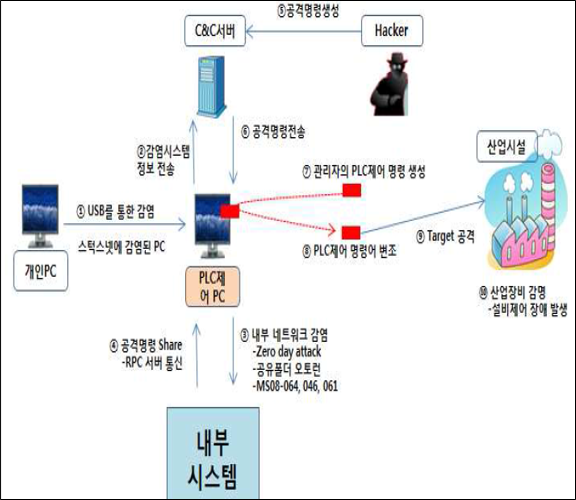 ⑤공격명령생성
C&C서버
Hacker
②감염시스템
정보 전송
⑥ 공격명령전송
산업시설
⑦ 관리자의 PLC제어 명령 생성
① USB를 통한 감염
스턱스넷에 감염된 PC
⑧ PLC제어 명령어 변조
⑨ Target 공격
개인PC
PLC제
어 PC
⑩ 산업장비 감명
-설비제어 장애 발생
④ 공격명령 Share
-RPC 서버 통신
③ 내부 네트워크 감염
-Zero day attack
-공유폴더 오토런
-MS08-064, 046, 061
내부
시스템